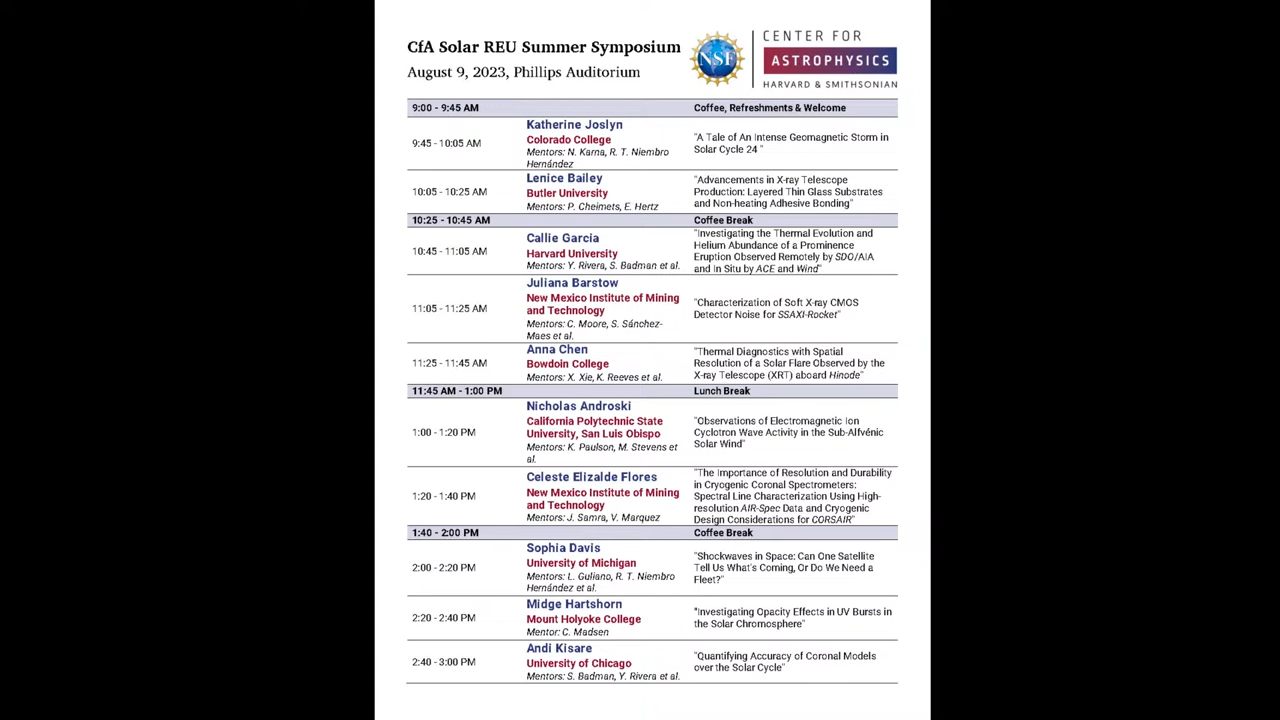 CfA Solar REU Summer Symposium
August 9, 2023, Phillips Auditorium
NSF
CENTER FOR
ASTROPHYSICS
HARVARD & SMITHSONIAN
9:00 - 9:45 AM Coffee, Refreshments & Welcome
9:45 - 10:05 AM
Katherine Joslyn
Colorado College
Mentors: N. Karna, R. T. Niembro
Hernández
"A Tale of An Intense Geomagnetic Storm in
Solar Cycle 24 "
10:05 - 10:25 AM
Lenice Bailey
Butler University
Mentors: P. Cheimets, E. Hertz
"Advancements in X-ray Telescope
Production: Layered Thin Glass Substrates
and Non-heating Adhesive Bonding"
10:25 - 10:45 AM Coffee Break
10:45 - 11:05 AM
Callie Garcia
Harvard University
Mentors: Y. Rivera, S. Badman et al.
"Investigating the Thermal Evolution and
Helium Abundance of a Prominence
Eruption Observed Remotely by SDO/AIA
and In Situ by ACE and Wind"
11:05 - 11:25 AM
Juliana Barstow
New Mexico Institute of Mining
and Technology
Mentors: C. Moore, S. Sánchez-
Maes et al.
"Characterization of Soft X-ray CMOS
Detector Noise for SSAXI-Rocket"
11:25 - 11:45 AM
Anna Chen
Bowdoin College
Mentors: X. Xie, K. Reeves et al.
"Thermal Diagnostics with Spatial
Resolution of a Solar Flare Observed by the
X-ray Telescope (XRT) aboard Hinode"
11:45 AM - 1:00 PM Lunch Break
1:00 - 1:20 PM
Nicholas Androski
California Polytechnic State
University, San Luis Obispo
Mentors: K. Paulson, M. Stevens et
al.
"Observations of Electromagnetic Ion
Cyclotron Wave Activity in the Sub-Alfvénic
Solar Wind"
1:20 - 1:40 PM
Celeste Elizalde Flores
New Mexico Institute of Mining
and Technology
Mentors: J. Samra, V. Marquez
"The Importance of Resolution and Durability
in Cryogenic Coronal Spectrometers:
Spectral Line Characterization Using High-
resolution AIR-Spec Data and Cryogenic
Design Considerations for CORSAIR"
1:40 - 2:00 PM Coffee Break
2:00 - 2:20 PM
Sophia Davis
University of Michigan
Mentors: L. Guliano, R. T. Niembro
Hernández et al.
"Shockwaves in Space: Can One Satellite
Tell Us What's Coming, Or Do We Need a
Fleet?"
2:20 - 2:40 PM
Midge Hartshorn
Mount Holyoke College
Mentor: C. Madsen
"Investigating Opacity Effects in UV Bursts in
the Solar Chromosphere"
2:40 - 3:00 PM
Andi Kisare
University of Chicago
Mentors: S. Badman, Y. Rivera et al.
"Quantifying Accuracy of Coronal Models
over the Solar Cycle"